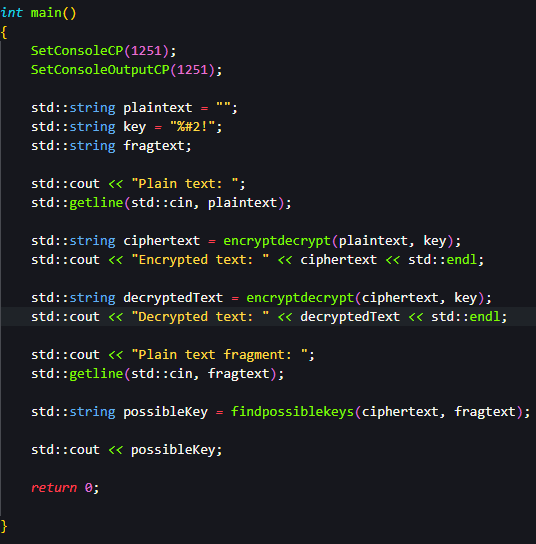 int main()
{
SetConsoleCP(1251);
SetConsoleOutputCP(1251);
std::string plaintext = "";
std::string key = "%#2!";
std::string fragtext;
std::cout << "Plain text: ";
std::getline(std::cin, plaintext);
std::string ciphertext = encryptdecrypt(plaintext, key);
std::cout << "Encrypted text: " << ciphertext << std::endl;
std::string decryptedText = encryptdecrypt(ciphertext, key);
std::cout << "Decrypted text: " << decryptedText << std::endl;
std::cout << "Plain text fragment: ";
std::getline(std::cin, fragtext);
std::string possibleKey = findpossiblekeys(ciphertext, fragtext);
std::cout << possibleKey;
return 0;
}